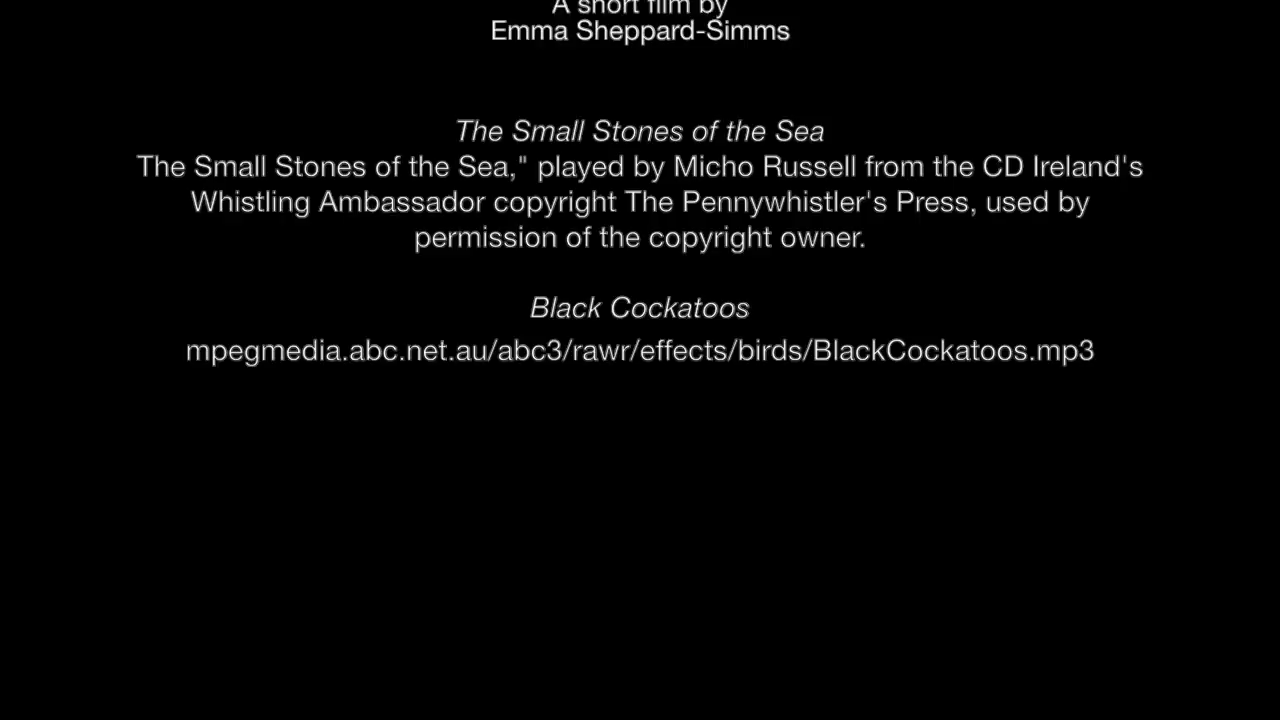 A short film by
Emma Sheppard-Simms
The Small Stones of the Sea
The Small Stones of the Sea," played by Micho Russell from the CD Ireland's
Whistling Ambassador copyright The Pennywhistler's Press, used by
permission of the copyright owner.
Black Cockatoos
mpegmedia.abc.net.au/abc3/rawr/effects/birds/BlackCockatoos.mp3